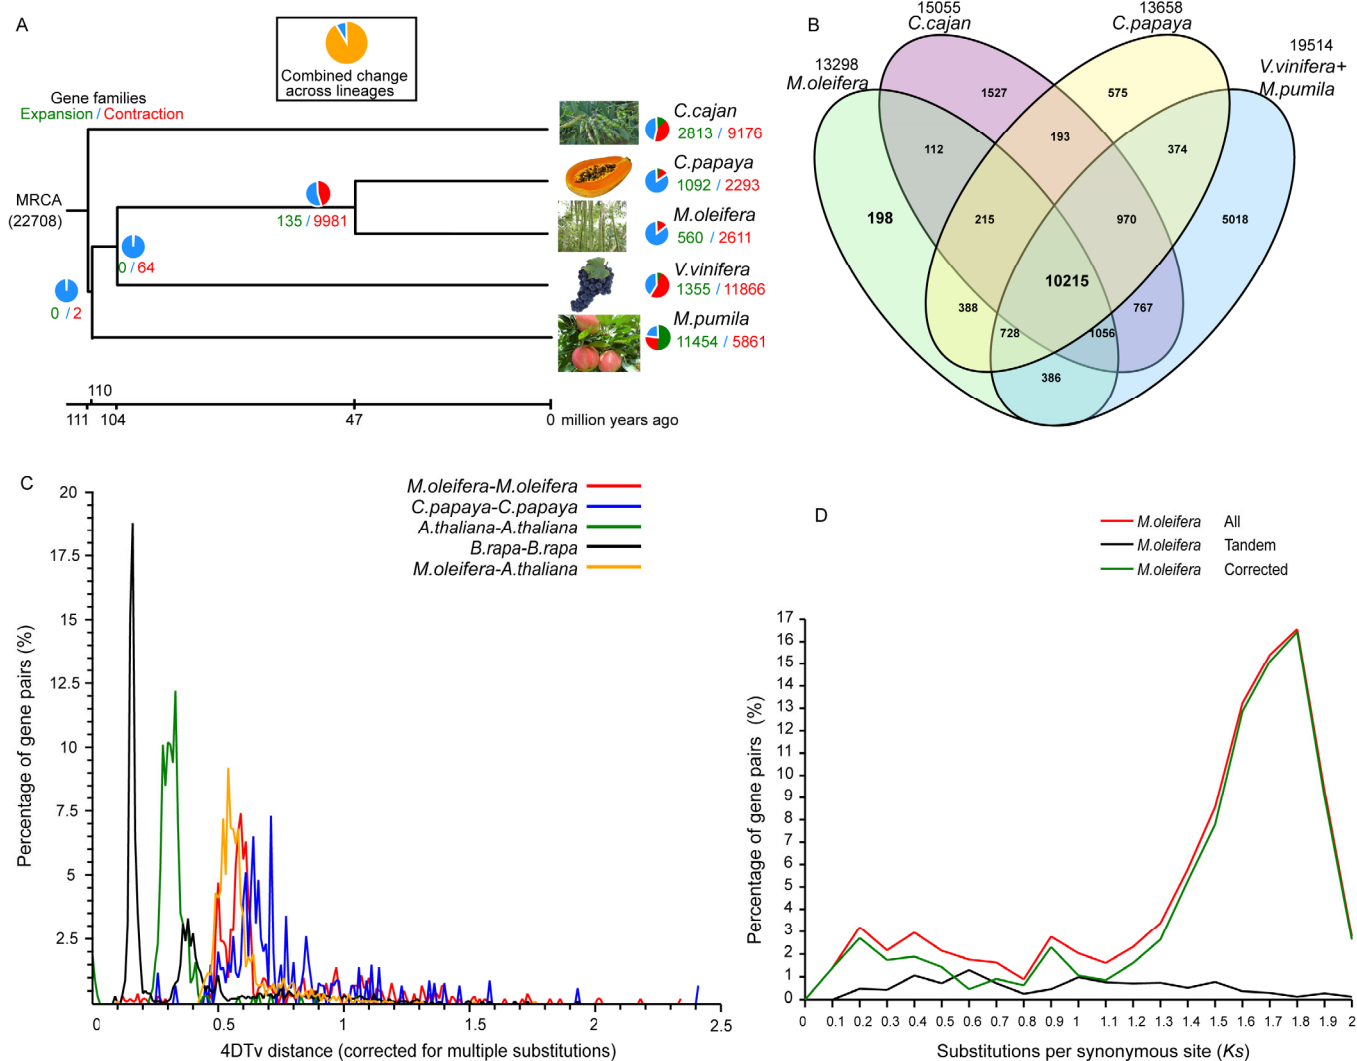 A
Combined change
across lineages
Gene families
Expansion / Contraction
MRCA
(22708)
C.cajan
2813 / 9176
C.papaya
1092 / 2293
135 / 9981
M.oleifera
560 / 2611
0 / 64
V.vinifera
1355 / 11866
0 / 2
M.pumila
11454 / 5861
110
111 104 47 0 million years ago
B
15055
C.cajan
13658
C.papaya
13298
M.oleifera
19514
V.vinifera+
M.pumila
1527
575
193
112
374
198
215
970
5018
10215
388
767
728
1056
386
C
M.oleifera-M.oleifera
C.papaya-C.papaya
A.thaliana-A.thaliana
B.rapa-B.rapa
M.oleifera-A.thaliana
Percentage of gene pairs (%)
20
17.5
15
12.5
10
7.5
5
2.5
0
0 0.5 1 1.5 2 2.5
4DTv distance (corrected for multiple substitutions)
D
M.oleifera All
M.oleifera Tandem
M.oleifera Corrected
Percentage of gene pairs (%)
17
16
15
14
13
12
11
10
9
8
7
6
5
4
3
2
1
0
0 0.1 0.2 0.3 0.4 0.5 0.6 0.7 0.8 0.9 1 1.1 1.2 1.3 1.4 1.5 1.6 1.7 1.8 1.9 2
Substitutions per synonymous site (Ks)